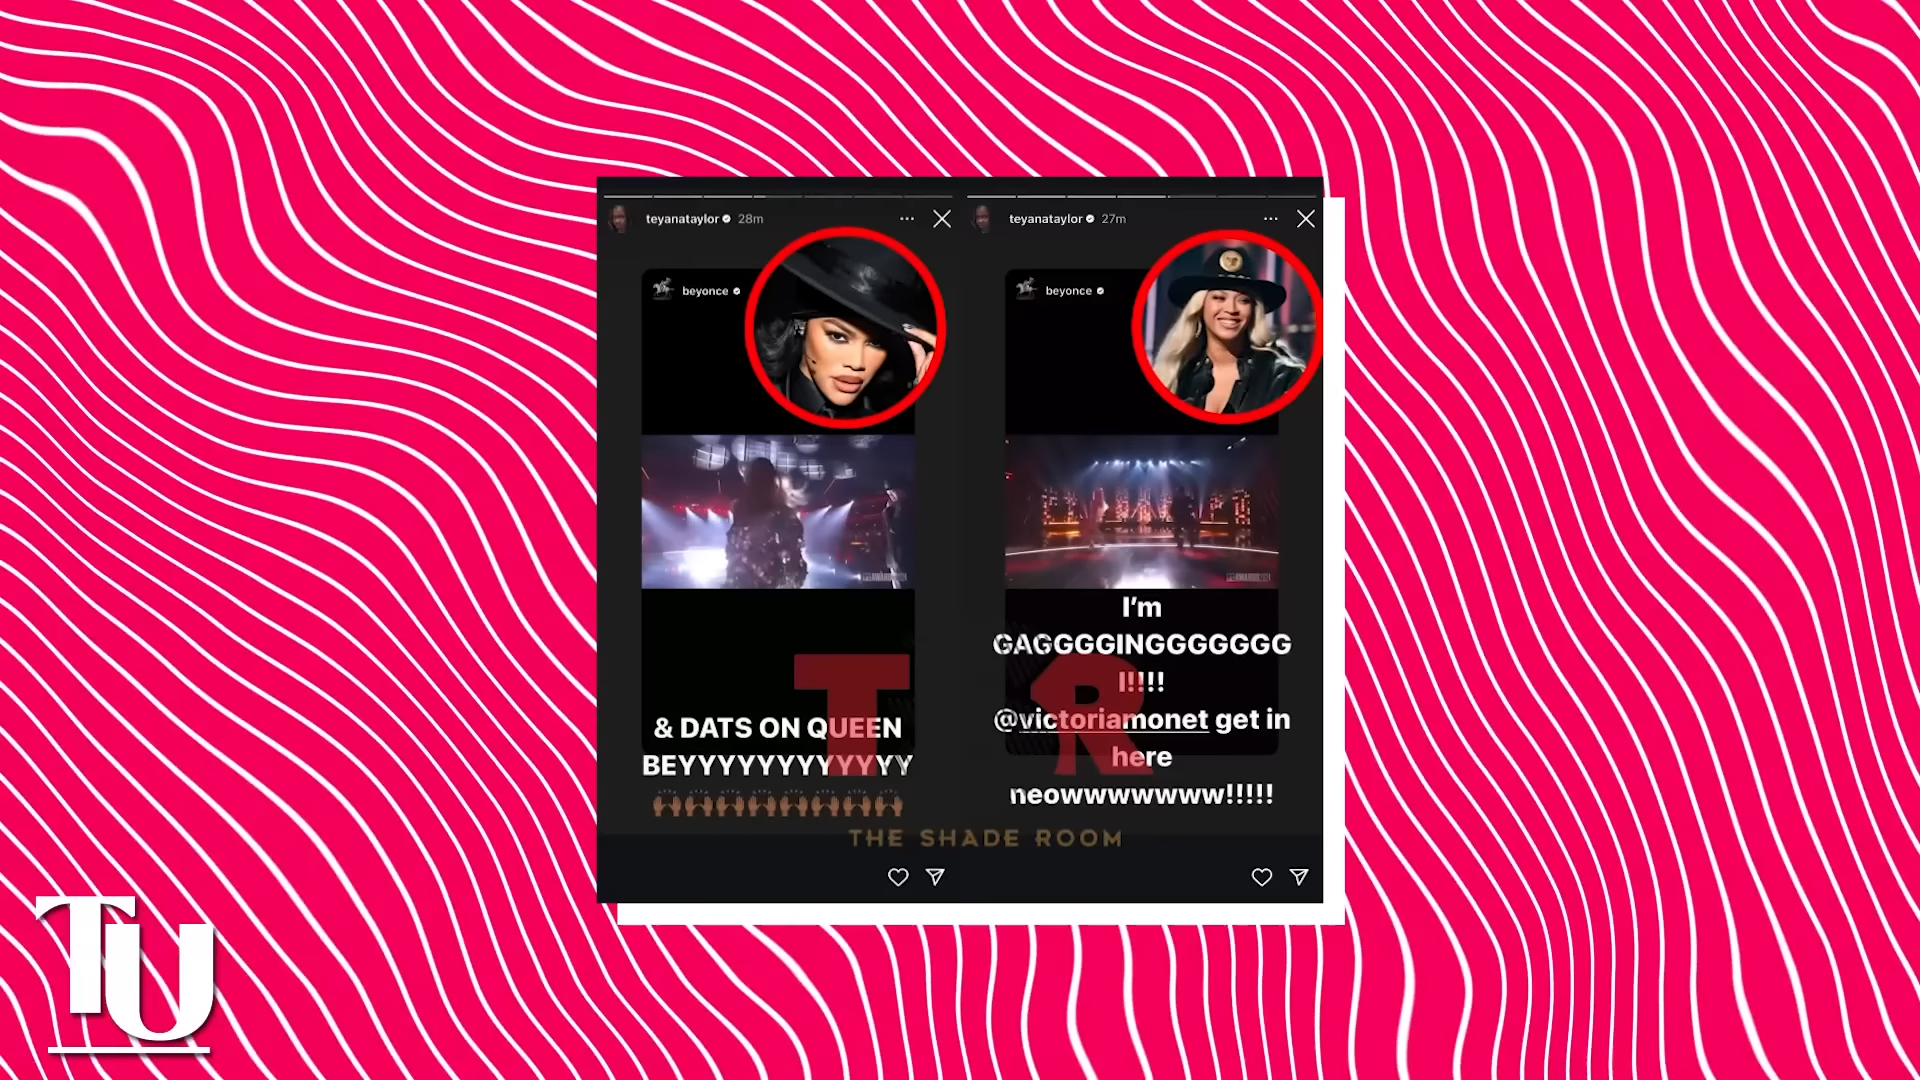 teyanataylor 28m
beyonce
& DATS ON QUEEN
BEYYYYYYYYYYYY
teyanataylor 27m
beyonce
I'm
GAGGGGINGGGGGGG
I!!!!
@victoriamonet get in
here
neowwwwwww!!!!!
T R
THE SHADE ROOM
TU